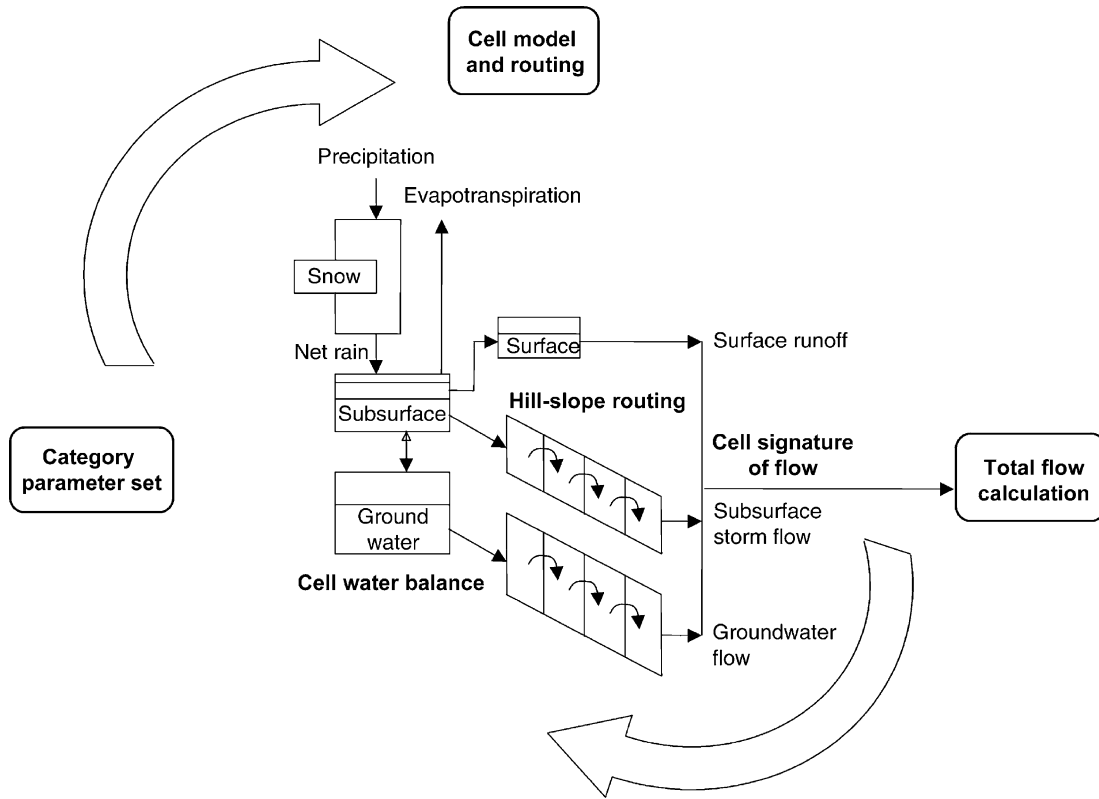 Cell model
and routing
Precipitation
Evapotranspiration
Snow
Net rain
Surface
Surface runoff
Subsurface
Hill-slope routing
Category
parameter set
Cell signature
of flow
Total flow
calculation
Ground
water
Subsurface
storm flow
Cell water balance
Groundwater
flow